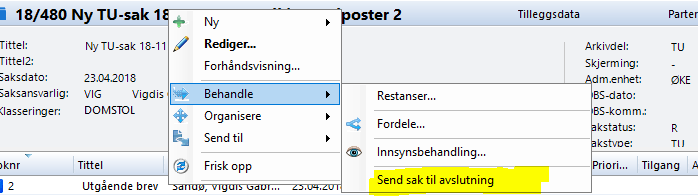 18/480 Ny TU-sak 18- poster 2
Tilleggsdata
Parter
Tittel: Ny TU-sak 18-11
Tittel2:
Saksdato: 23.04.2018
Saksansvarlig: VIG Vigdis
Klasseringer: DOMSTOL
Ny
Rediger...
Forhåndsvisning...
Behandle
Organisere
Send til
Frisk opp
Restanser...
Fordele...
Innsynsbehandling...
Send sak til avslutning
Arkivdel: TU
Skjerming: -
Adm.enhet: ØKE
OBS-dato:
OBS-komm.:
akstatus: R
akstype: TU
oknr Tittel Priori... Tilgang
2 Utgående brev Sandø, Vigdis Gabr... 23.04.20